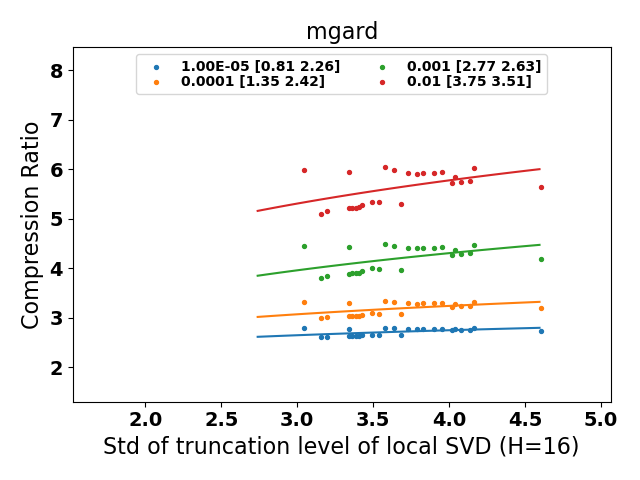 mgard
1.00E-05 [0.81 2.26]
0.0001 [1.35 2.42]
0.001 [2.77 2.63]
0.01 [3.75 3.51]
Compression Ratio
8
7
6
5
4
3
2
2.0 2.5 3.0 3.5 4.0 4.5 5.0
Std of truncation level of local SVD (H=16)